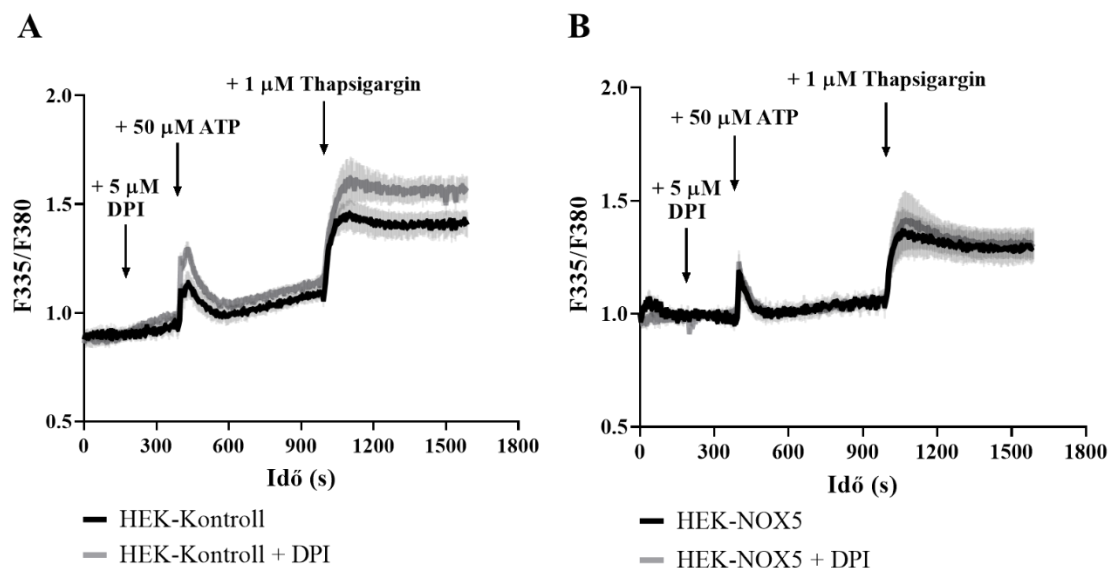 A
+ 1 µM Thapsigargin
+ 50 µM ATP
+ 5 µM
DPI
F335/F380
2.0
1.5
1.0
0.5
0
300
600
900
1200
1500
1800
Idő (s)
HEK-Kontroll
HEK-Kontroll + DPI
B
+ 1 µM Thapsigargin
+ 50 µM ATP
+ 5 µM
DPI
F335/F380
2.0
1.5
1.0
0.5
0
300
600
900
1200
1500
1800
Idő (s)
HEK-NOX5
HEK-NOX5 + DPI